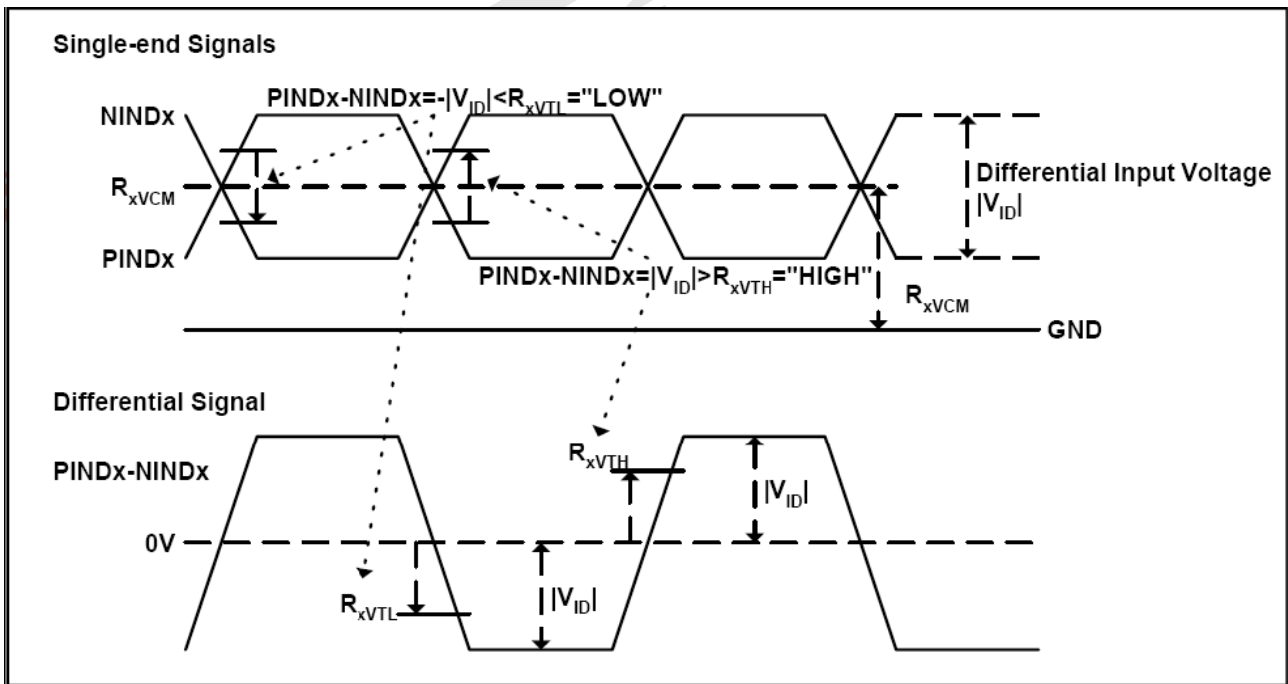 Single-end Signals
PINDx-NINDx=-|VID|<RxVTL="LOW"
NINDx
RxVCM
Differential Input Voltage
|VID|
PINDx
PINDx-NINDx=|VID|>RxVTH="HIGH"
RxVCM
GND
Differential Signal
PINDx-NINDx
RxVTH
|VID|
0V
RxVTL
|VID|